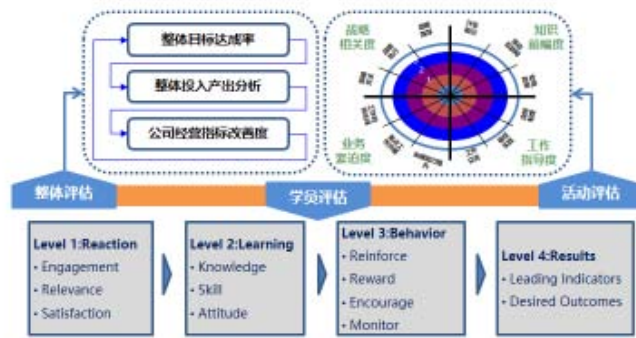 整体目标达成率
整体投入产出分析
公司经营指标改善度
战略
相关度
知识
前瞻度
业务
紧迫度
工作
指导度
整体评估
学员评估
活动评估
Level 1:Reaction
• Engagement
• Relevance
• Satisfaction
Level 2:Learning
• Knowledge
• Skill
• Attitude
Level 3:Behavior
• Reinforce
• Reward
• Encourage
• Monitor
Level 4:Results
• Leading Indicators
• Desired Outcomes